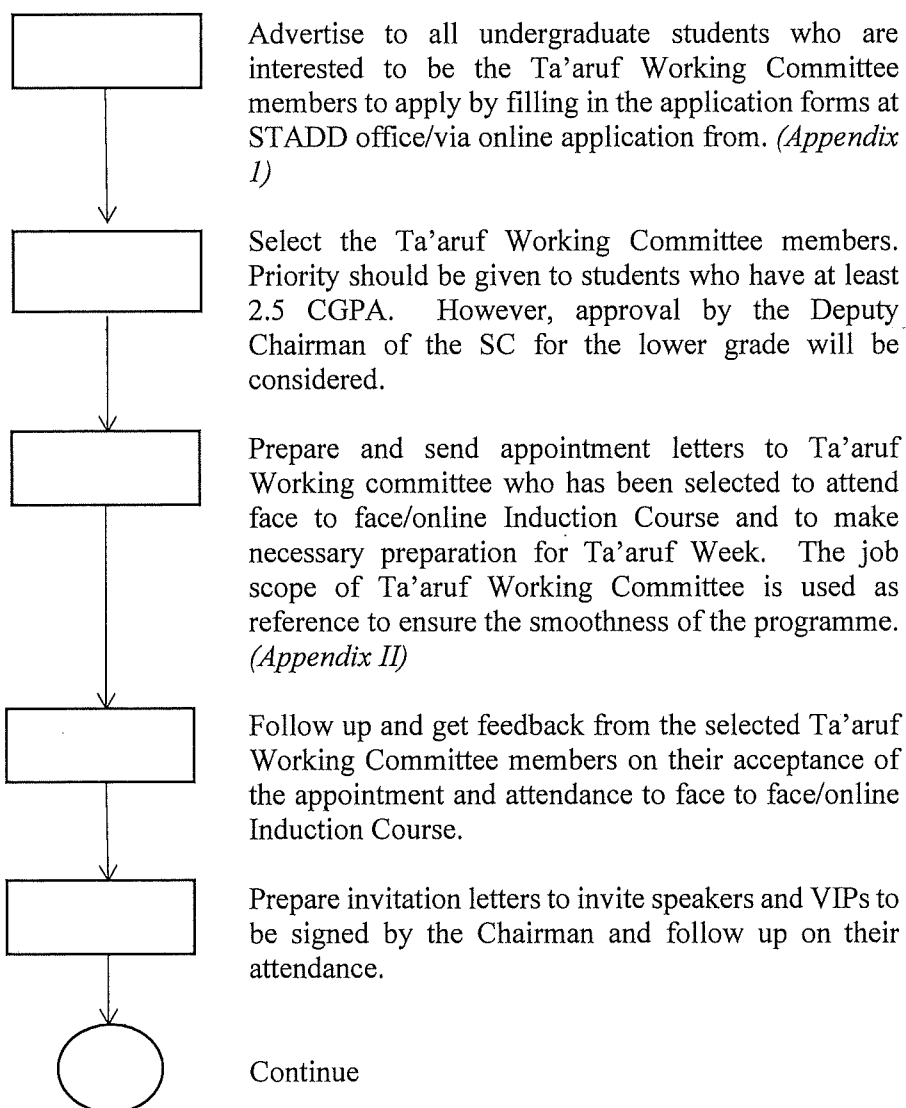 Advertise to all undergraduate students who are
interested to be the Ta'aruf Working Committee
members to apply by filling in the application forms at
STADD office/via online application from. (Appendix
1)
Select the Ta'aruf Working Committee members.
Priority should be given to students who have at least
2.5 CGPA. However, approval by the Deputy
Chairman of the SC for the lower grade will be
considered.
Prepare and send appointment letters to Ta'aruf
Working committee who has been selected to attend
face to face/online Induction Course and to make
necessary preparation for Ta'aruf Week. The job
scope of Ta'aruf Working Committee is used as
reference to ensure the smoothness of the programme.
(Appendix II)
Follow up and get feedback from the selected Ta'aruf
Working Committee members on their acceptance of
the appointment and attendance to face to face/online
Induction Course.
Prepare invitation letters to invite speakers and VIPs to
be signed by the Chairman and follow up on their
attendance.
Continue